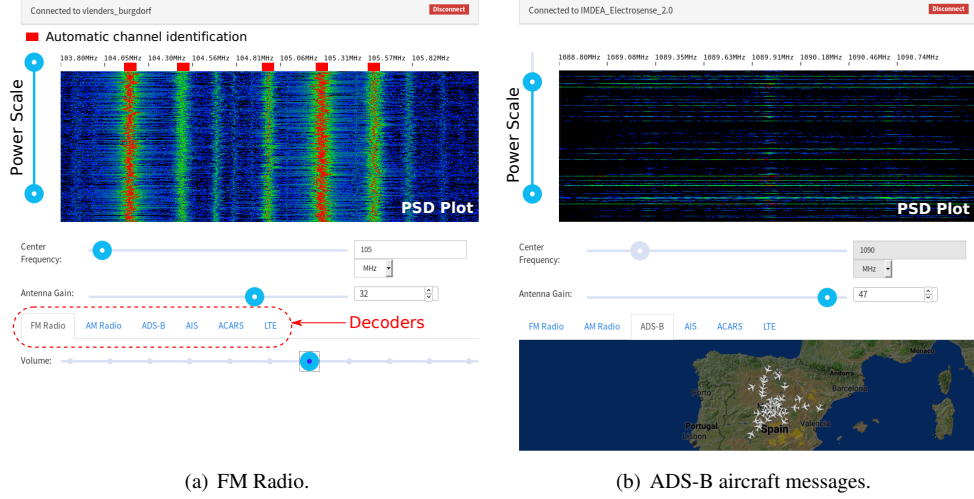 Connected to vlenders_burgdorf
Disconnect
Automatic channel identification
103.80MHz 104.05MHz 104.30MHz 104.56MHz 104.81MHz 105.06MHz 105.31MHz 105.57MHz 105.82MHz
Power Scale
PSD Plot
Center
Frequency:
105
MHz
Antenna Gain:
32
FM Radio AM Radio ADS-B AIS ACARS LTE
Decoders
Volume:
(a) FM Radio.
Connected to IMDEA_Electrosense_2.0
Disconnect
1088.80MHz 1089.08MHz 1089.35MHz 1089.63MHz 1089.91MHz 1090.18MHz 1090.46MHz 1090.74MHz
Power Scale
PSD Plot
Center
Frequency:
1090
MHz
Antenna Gain:
47
FM Radio AM Radio ADS-B AIS ACARS LTE
Monaco
Andorra
Barcelona
Porto
Portugal
Spain
Valencia
Lisbon
(b) ADS-B aircraft messages.